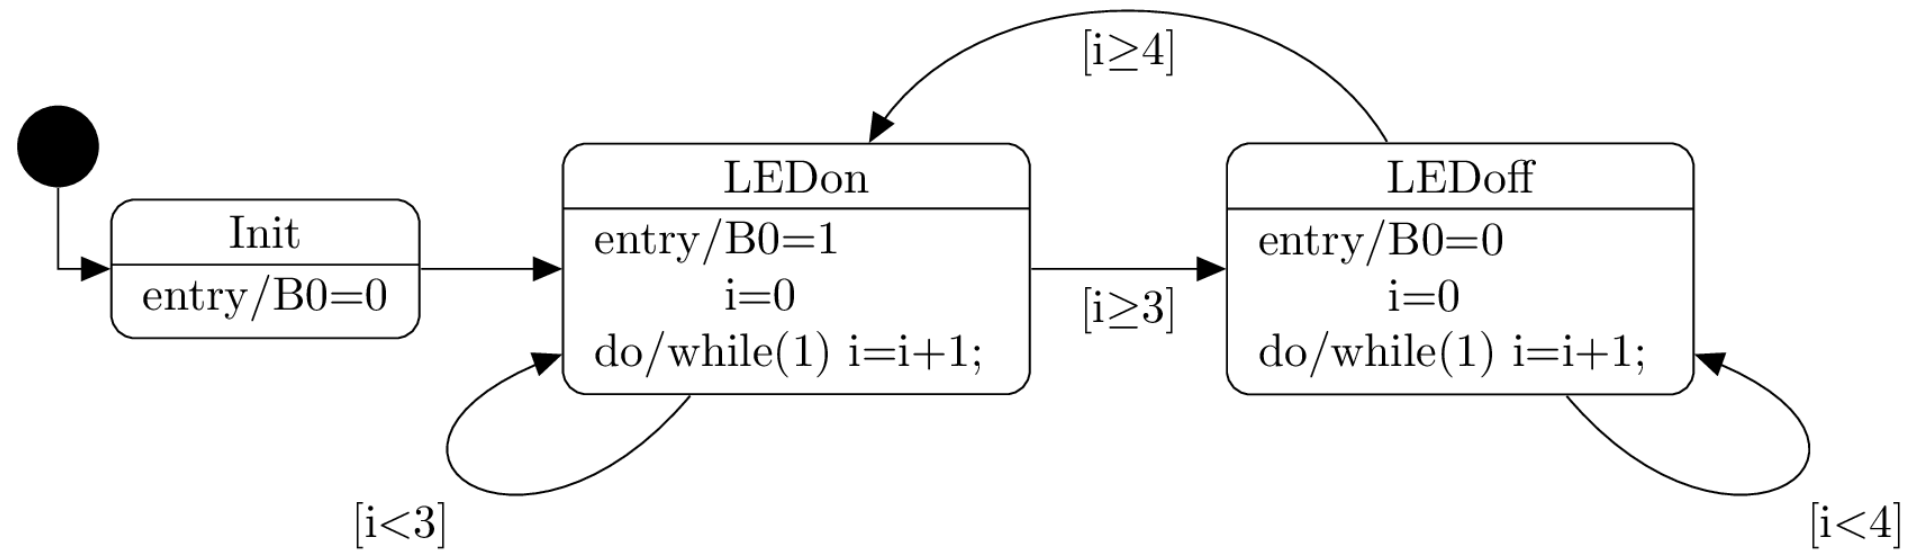 [i≥4]
Init
entry/B0=0
LEDon
entry/B0=1
i=0
do/while(1) i=i+1;
[i≥3]
LEDoff
entry/B0=0
i=0
do/while(1) i=i+1;
[i<3]
[i<4]